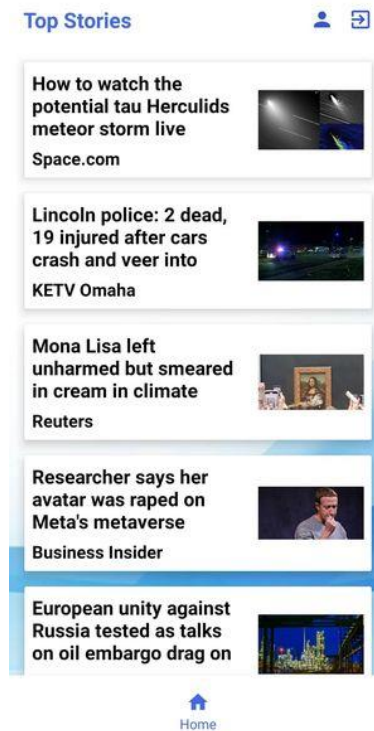 Top Stories
How to watch the
potential tau Herculids
meteor storm live
Space.com
Lincoln police: 2 dead,
19 injured after cars
crash and veer into
KETV Omaha
Mona Lisa left
unharmed but smeared
in cream in climate
Reuters
Researcher says her
avatar was raped on
Meta's metaverse
Business Insider
European unity against
Russia tested as talks
on oil embargo drag on
Home